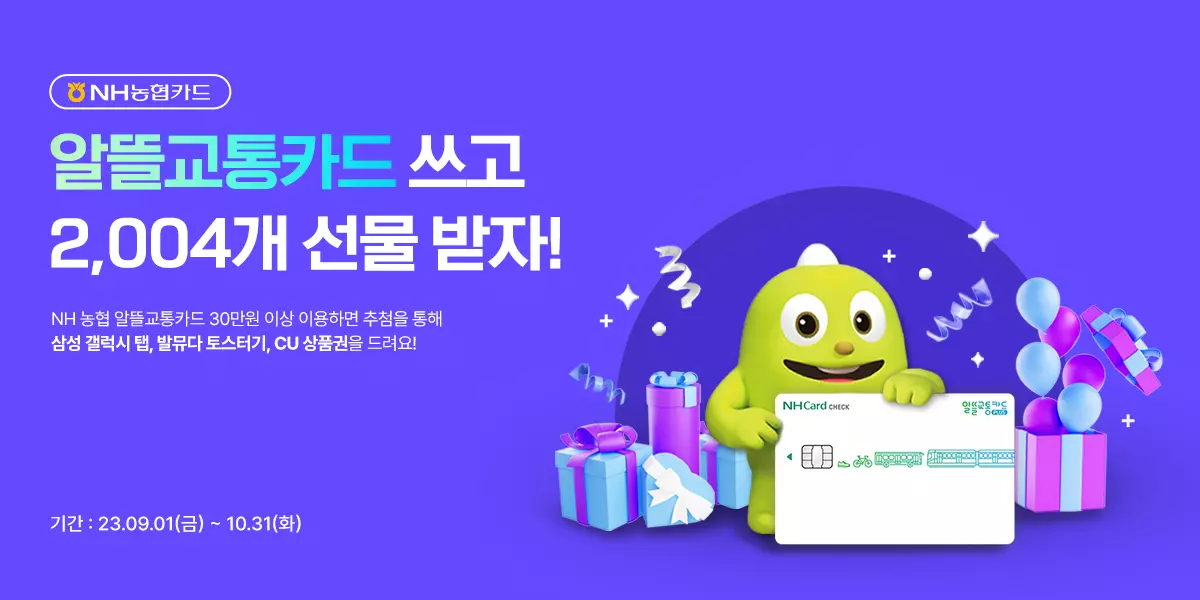 NH농협카드
알뜰교통카드 쓰고
2,004개 선물 받자!
NH 농협 알뜰교통카드 30만원 이상 이용하면 추첨을 통해
삼성 갤럭시 탭, 발뮤다 토스터기, CU 상품권을 드려요!
기간 : 23.09.01(금) ~ 10.31(화)
NH Card CHECK
알뜰교통카드
PLUS